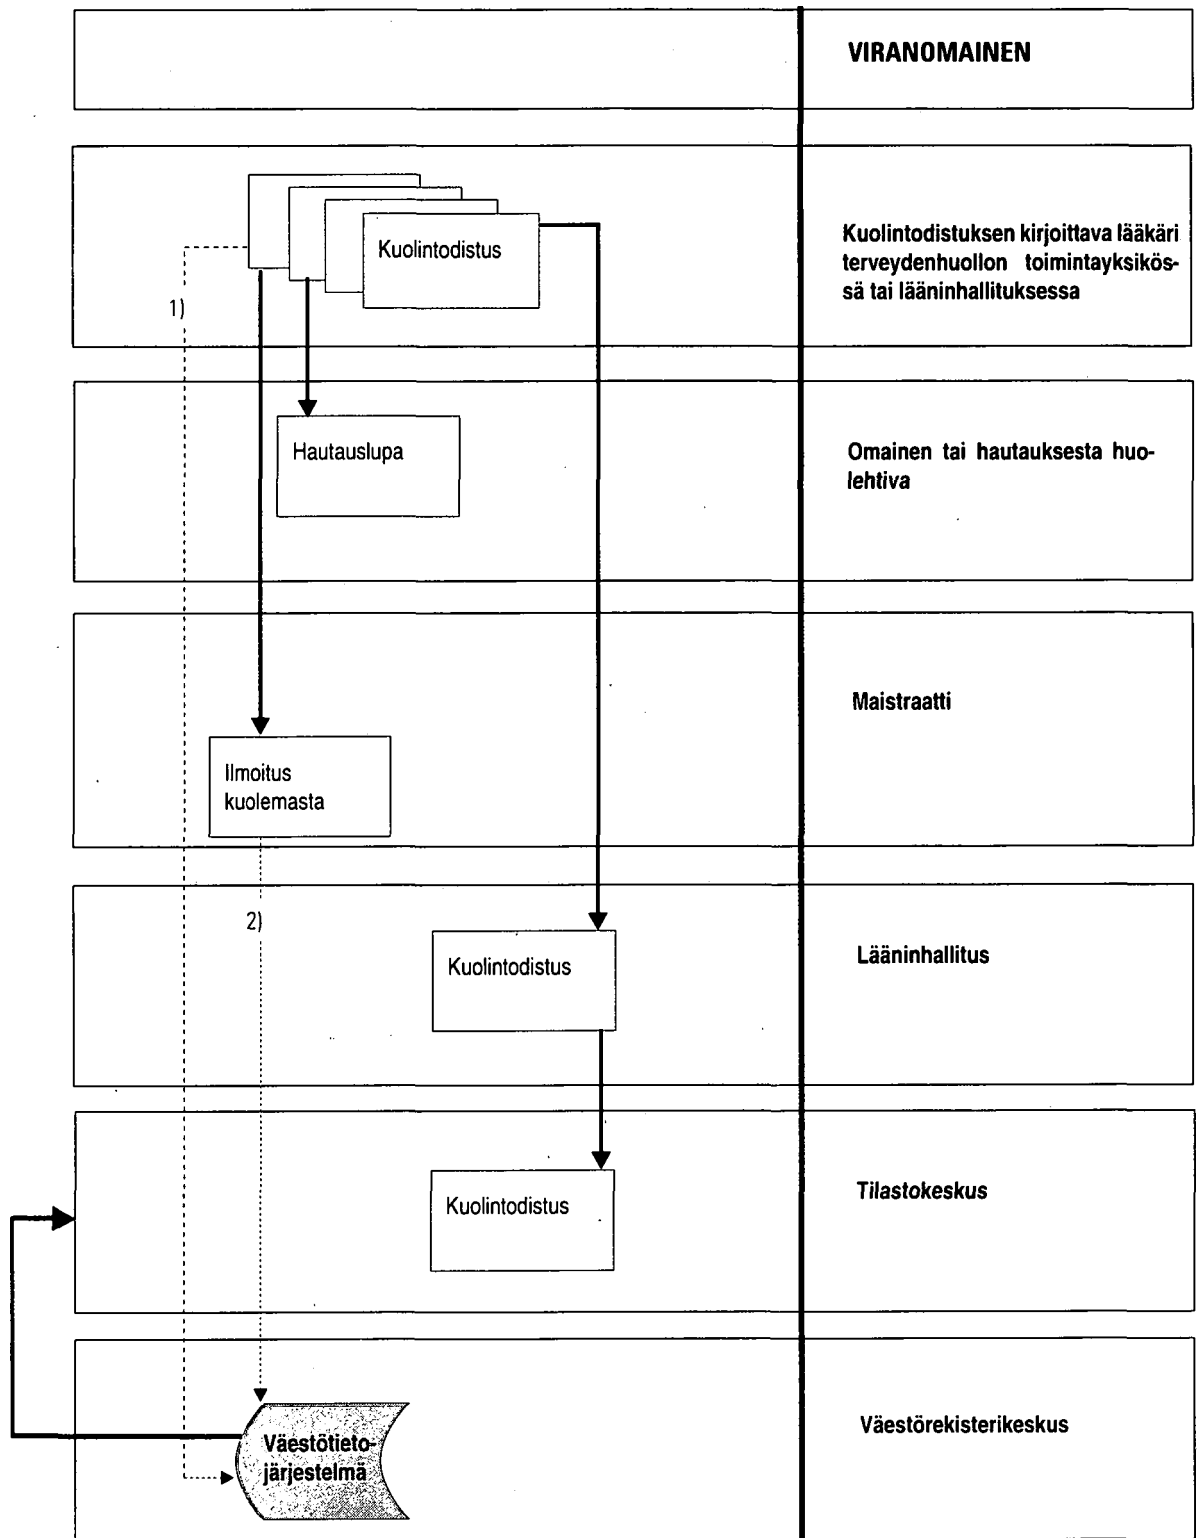 VIRANOMAINEN
Kuolintodistus
1)
Kuolintodistuksen kirjoittava lääkäri
terveydenhuollon toimintayksikös-
sä tai lääninhallituksessa
Hautauslupa
Omainen tai hautauksesta huo-
lehtiva
Maistraatti
Ilmoitus
kuolemasta
2)
Kuolintodistus
Lääninhallitus
Kuolintodistus
Tilastokeskus
Väestötieto-
järjestelmä
Väestörekisterikeskus